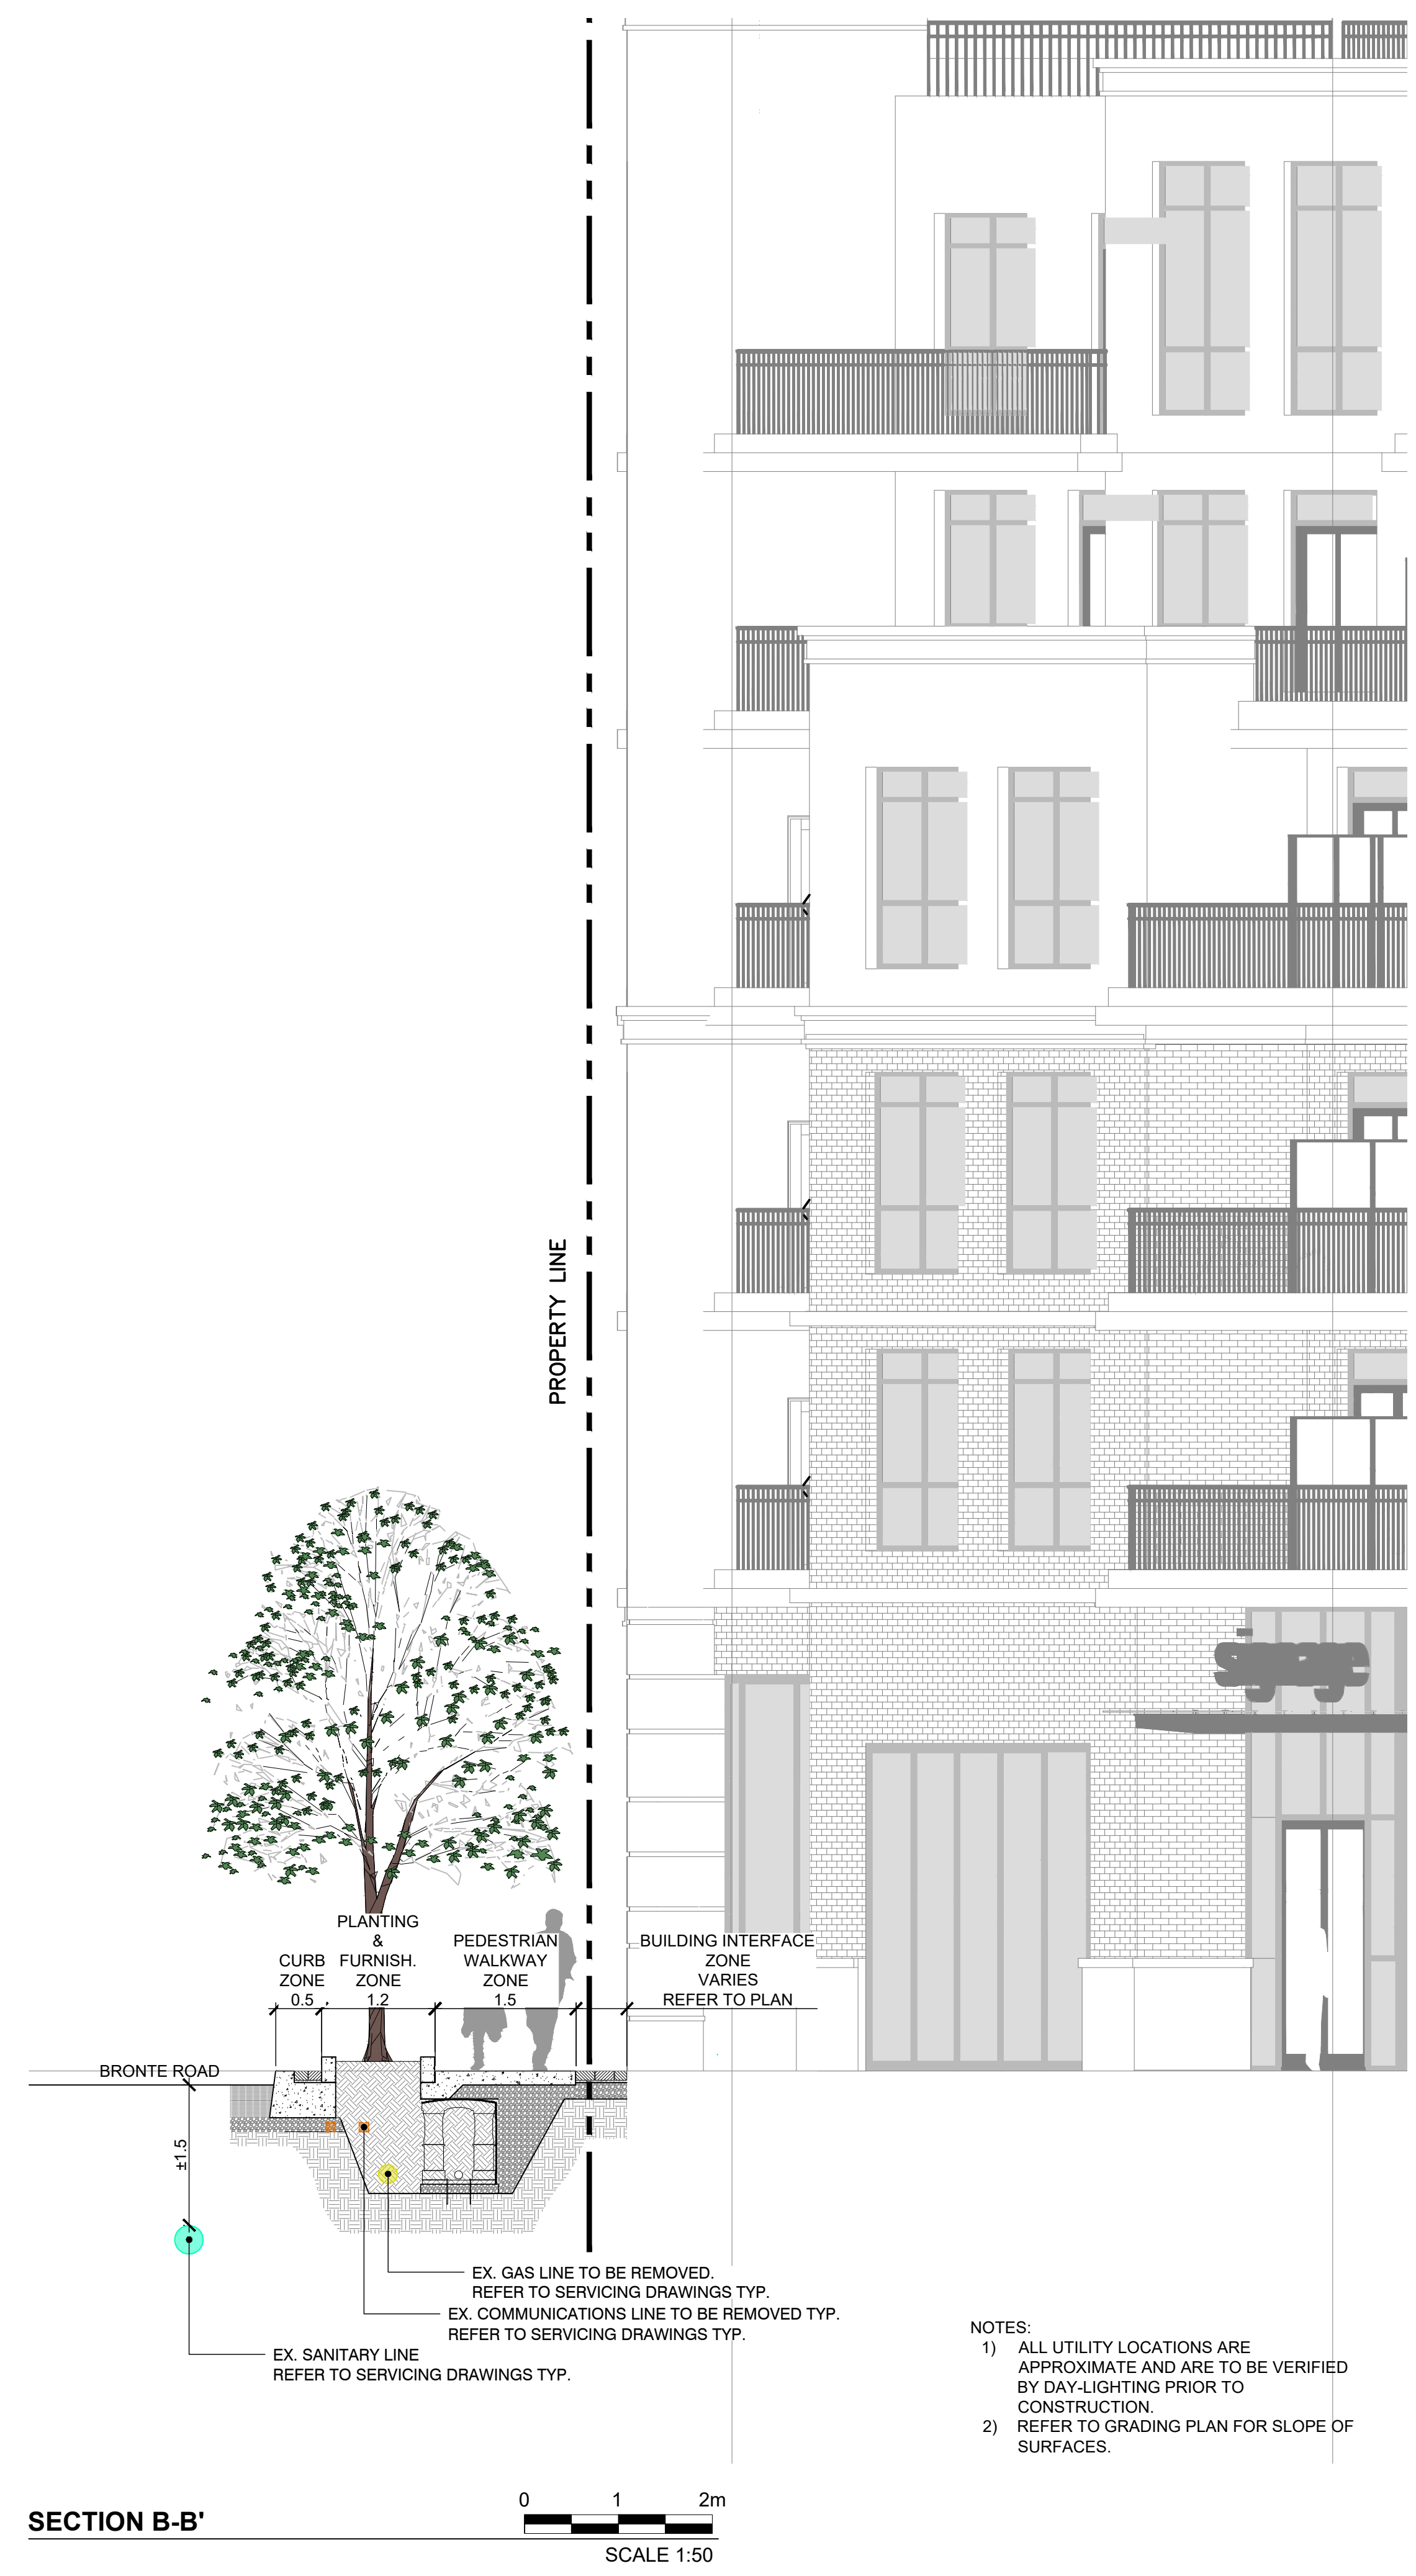 PROPERTY LINE
PLANTING
&
FURNISH.
ZONE
1.2
CURB
ZONE
0.5
PEDESTRIAN
WALKWAY
ZONE
1.5
BUILDING INTERFACE
ZONE
VARIES
REFER TO PLAN
BRONTE ROAD
±1.5
EX. GAS LINE TO BE REMOVED.
REFER TO SERVICING DRAWINGS TYP.
EX. COMMUNICATIONS LINE TO BE REMOVED TYP.
REFER TO SERVICING DRAWINGS TYP.
EX. SANITARY LINE
REFER TO SERVICING DRAWINGS TYP.
NOTES:
1) ALL UTILITY LOCATIONS ARE
APPROXIMATE AND ARE TO BE VERIFIED
BY DAY-LIGHTING PRIOR TO
CONSTRUCTION.
2) REFER TO GRADING PLAN FOR SLOPE OF
SURFACES.
SECTION B-B'
0 1 2m
SCALE 1:50